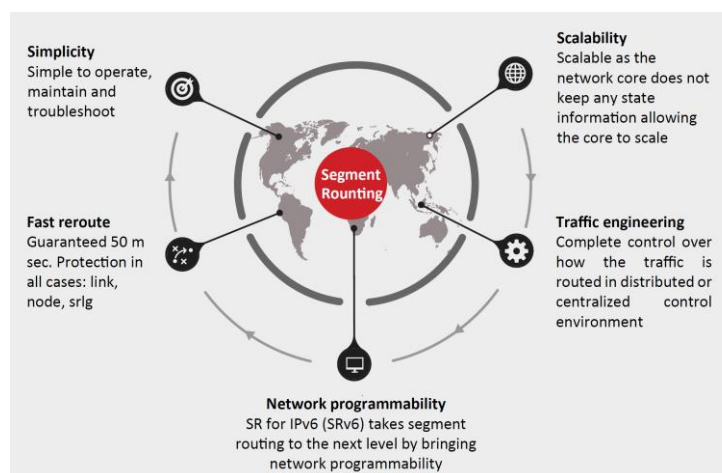 Simplicity
Simple to operate,
maintain and
troubleshoot
Scalability
Scalable as the
network core does not
keep any state
information allowing
the core to scale
Segment
Rounting
Fast reroute
Guaranteed 50 m
sec. Protection in
all cases: link,
node, srlg
Traffic engineering
Complete control over
how the traffic is
routed in distributed or
centralized control
environment
Network programmability
SR for IPv6 (SRv6) takes segment
routing to the next level by bringing
network programmability